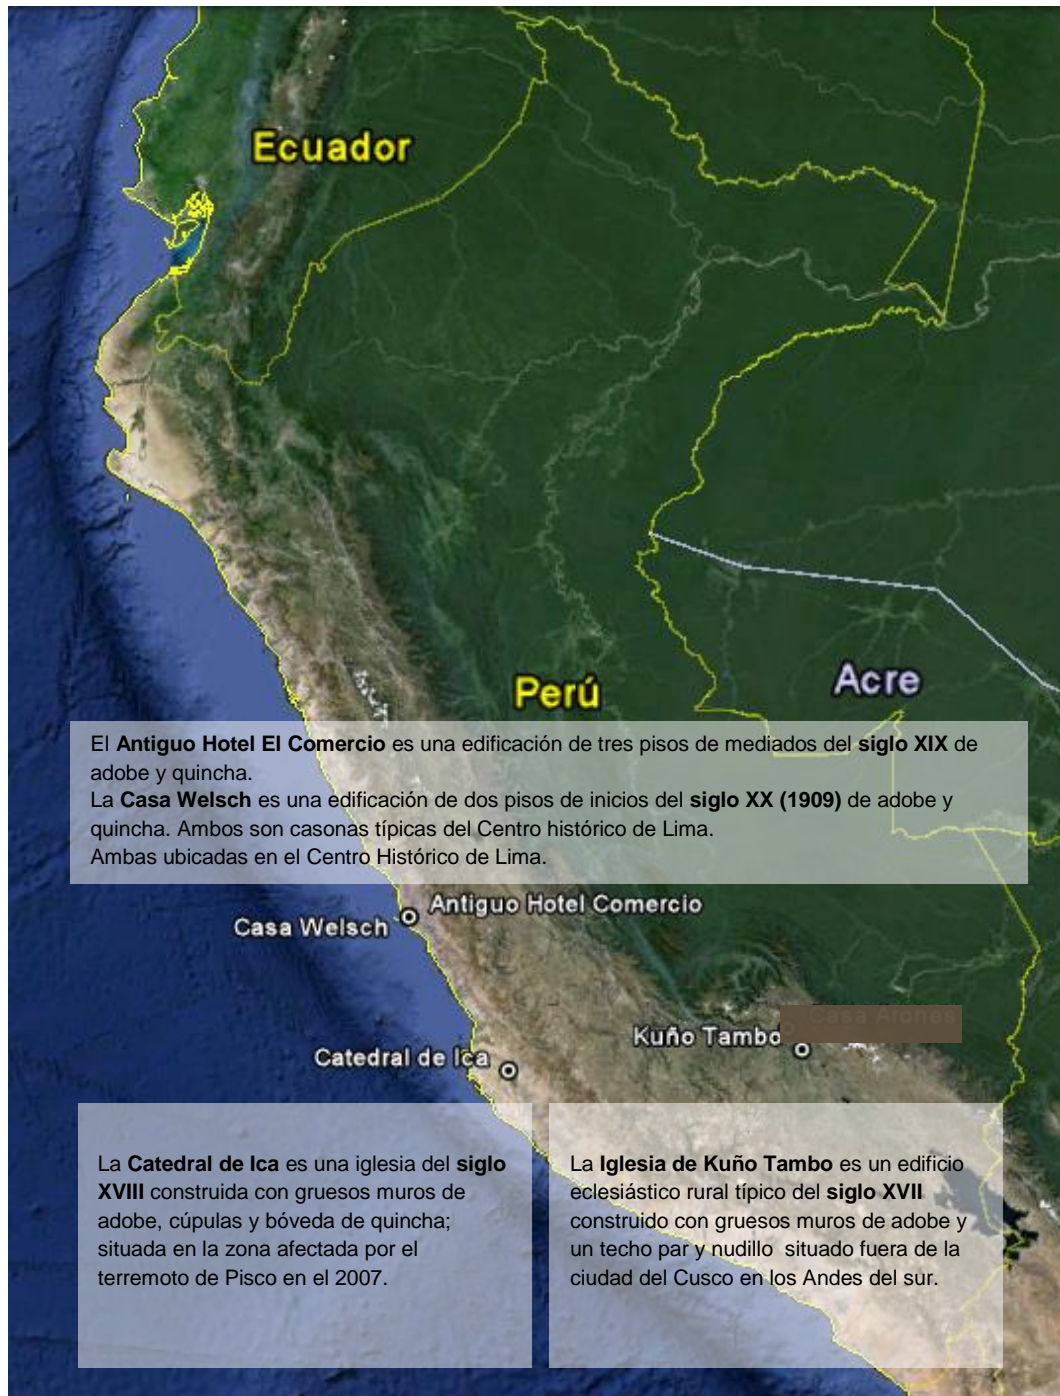 Ecuador
Perú
Acre
El Antiguo Hotel El Comercio es una edificación de tres pisos de mediados del siglo XIX de
adobe y quincha.
La Casa Welsch es una edificación de dos pisos de inicios del siglo XX (1909) de adobe y
quincha. Ambos son casonas típicas del Centro histórico de Lima.
Ambas ubicadas en el Centro Histórico de Lima.
Antiguo Hotel Comercio
Casa Welsch
Casa Arones
Kuño Tambo
Catedral de Ica
La Catedral de Ica es una iglesia del siglo
XVIII construida con gruesos muros de
adobe, cúpulas y bóveda de quincha;
situada en la zona afectada por el
terremoto de Pisco en el 2007.
La Iglesia de Kuño Tambo es un edificio
eclesiástico rural típico del siglo XVII
construido con gruesos muros de adobe y
un techo par y nudillo situado fuera de la
ciudad del Cusco en los Andes del sur.